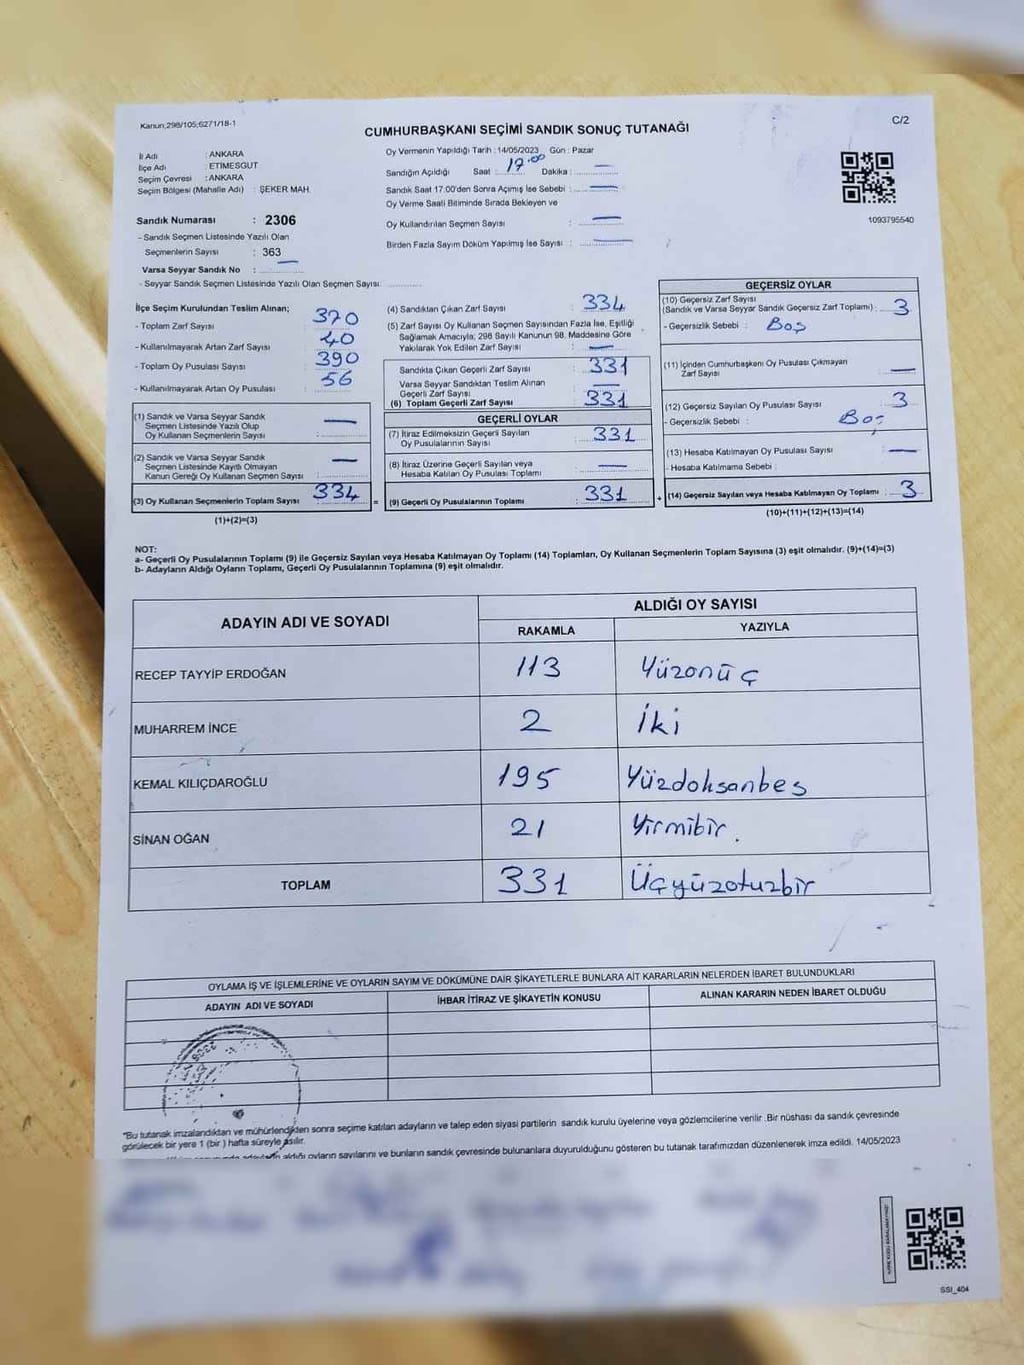 Kanun;298/105;6271/18-1
CUMHURBAŞKANI SEÇİMİ SANDIK SONUÇ TUTANAĞI
C/2
İl Adı : ANKARA
İlçe Adı : ETİMESGUT
Seçim Çevresi : ANKARA
Seçim Bölgesi (Mahalle Adı) : ŞEKER MAH.
Sandık Numarası : 2306
- Sandık Seçmen Listesinde Yazılı Olan
Seçmenlerin Sayısı : 363
Varsa Seyyar Sandık No : —
- Seyyar Sandık Seçmen Listesinde Yazılı Olan Seçmen Sayısı:
Oy Vermenin Yapıldığı Tarih : 14/05/2023 Gün : Pazar
Sandığın Açıldığı Saat : 17.00 Dakika : —
Sandık Saat 17:00'den Sonra Açımış İse Sebebi : —
Oy Verme Saati Bitiminde Sırada Bekleyen ve
Oy Kullandırılan Seçmen Sayısı : —
Birden Fazla Sayım Döküm Yapılmış İse Sayısı : —
1093795540
İlçe Seçim Kurulundan Teslim Alınan;
- Toplam Zarf Sayısı : 370
- Kullanılmayarak Artan Zarf Sayısı : 40
- Toplam Oy Pusulası Sayısı : 390
- Kullanılmayarak Artan Oy Pusulası : 56
(1) Sandık ve Varsa Seyyar Sandık
Seçmen Listesinde Yazılı Olup
Oy Kullanan Seçmenlerin Sayısı : —
(2) Sandık ve Varsa Seyyar Sandık
Seçmen Listesinde Kayıtlı Olmayan
Kanun Gereği Oy Kullanan Seçmen Sayısı : —
(3) Oy Kullanan Seçmenlerin Toplam Sayısı : 334 =
(1)+(2)=(3)
(4) Sandıktan Çıkan Zarf Sayısı : 334
(5) Zarf Sayısı Oy Kullanan Seçmen Sayısından Fazla İse, Eşitliği
Sağlamak Amacıyla; 298 Sayılı Kanunun 98. Maddesine Göre
Yakılarak Yok Edilen Zarf Sayısı : —
Sandıkta Çıkan Geçerli Zarf Sayısı : 331
Varsa Seyyar Sandıktan Teslim Alınan
Geçerli Zarf Sayısı : —
(6) Toplam Geçerli Zarf Sayısı : 331
GEÇERLİ OYLAR
(7) İtiraz Edilmeksizin Geçerli Sayılan
Oy Pusulalarının Sayısı : 331
(8) İtiraz Üzerine Geçerli Sayılan veya
Hesaba Katılan Oy Pusulası Toplamı : —
(9) Geçerli Oy Pusulalarının Toplamı : 331 +
GEÇERSİZ OYLAR
(10) Geçersiz Zarf Sayısı
(Sandık ve Varsa Seyyar Sandık Geçersiz Zarf Toplamı) : 3
- Geçersizlik Sebebi : Boş
(11) İçinden Cumhurbaşkanı Oy Pusulası Çıkmayan
Zarf Sayısı : —
(12) Geçersiz Sayılan Oy Pusulası Sayısı : 3
- Geçersizlik Sebebi : Boş
(13) Hesaba Katılmayan Oy Pusulası Sayısı : —
- Hesaba Katılmama Sebebi :
(14) Geçersiz Sayılan veya Hesaba Katılmayan Oy Toplamı : 3
(10)+(11)+(12)+(13)=(14)
NOT:
a- Geçerli Oy Pusulalarının Toplamı (9) ile Geçersiz Sayılan veya Hesaba Katılmayan Oy Toplamı (14) Toplamları, Oy Kullanan Seçmenlerin Toplam Sayısına (3) eşit olmalıdır. (9)+(14)=(3)
b- Adayların Aldığı Oyların Toplamı, Geçerli Oy Pusulalarının Toplamına (9) eşit olmalıdır.
ADAYIN ADI VE SOYADI
ALDIĞI OY SAYISI
RAKAMLA YAZIYLA
RECEP TAYYİP ERDOĞAN 113 Yüzonüç
MUHARREM İNCE 2 İki
KEMAL KILIÇDAROĞLU 195 Yüzdoksanbeş
SİNAN OĞAN 21 Yirmibir.
TOPLAM 331 Üçyüzotuzbir
OYLAMA İŞ VE İŞLEMLERİNE VE OYLARIN SAYIM VE DÖKÜMÜNE DAİR ŞİKAYETLERLE BUNLARA AİT KARARLARIN NELERDEN İBARET BULUNDUKLARI
ADAYIN ADI VE SOYADI İHBAR İTİRAZ VE ŞİKAYETİN KONUSU ALINAN KARARIN NEDEN İBARET OLDUĞU
"Bu tutanak imzalandıktan ve mühürlendikten sonra seçime katılan adayların ve talep eden siyasi partilerin sandık kurulu üyelerine veya gözlemcilerine verilir .Bir nüshası da sandık çevresinde
görülecek bir yere 1 (bir ) hafta süreyle asılır.
aldığı oyların sayılarını ve bunların sandık çevresinde bulunanlara duyurulduğunu gösteren bu tutanak tarafımızdan düzenlenerek imza edildi. 14/05/2023
SSI_404